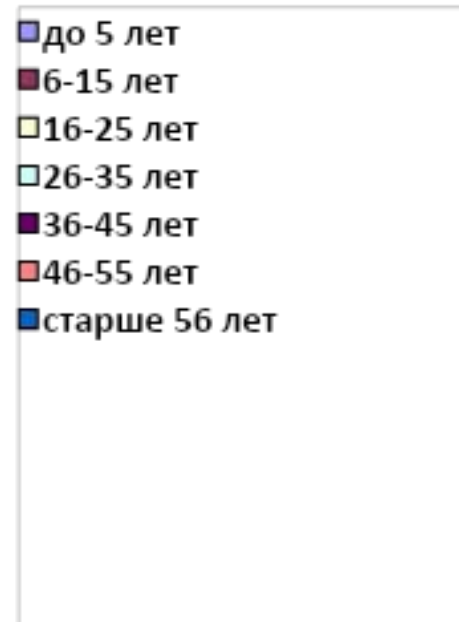 до 5 лет
6-15 лет
16-25 лет
26-35 лет
36-45 лет
46-55 лет
старше 56 лет